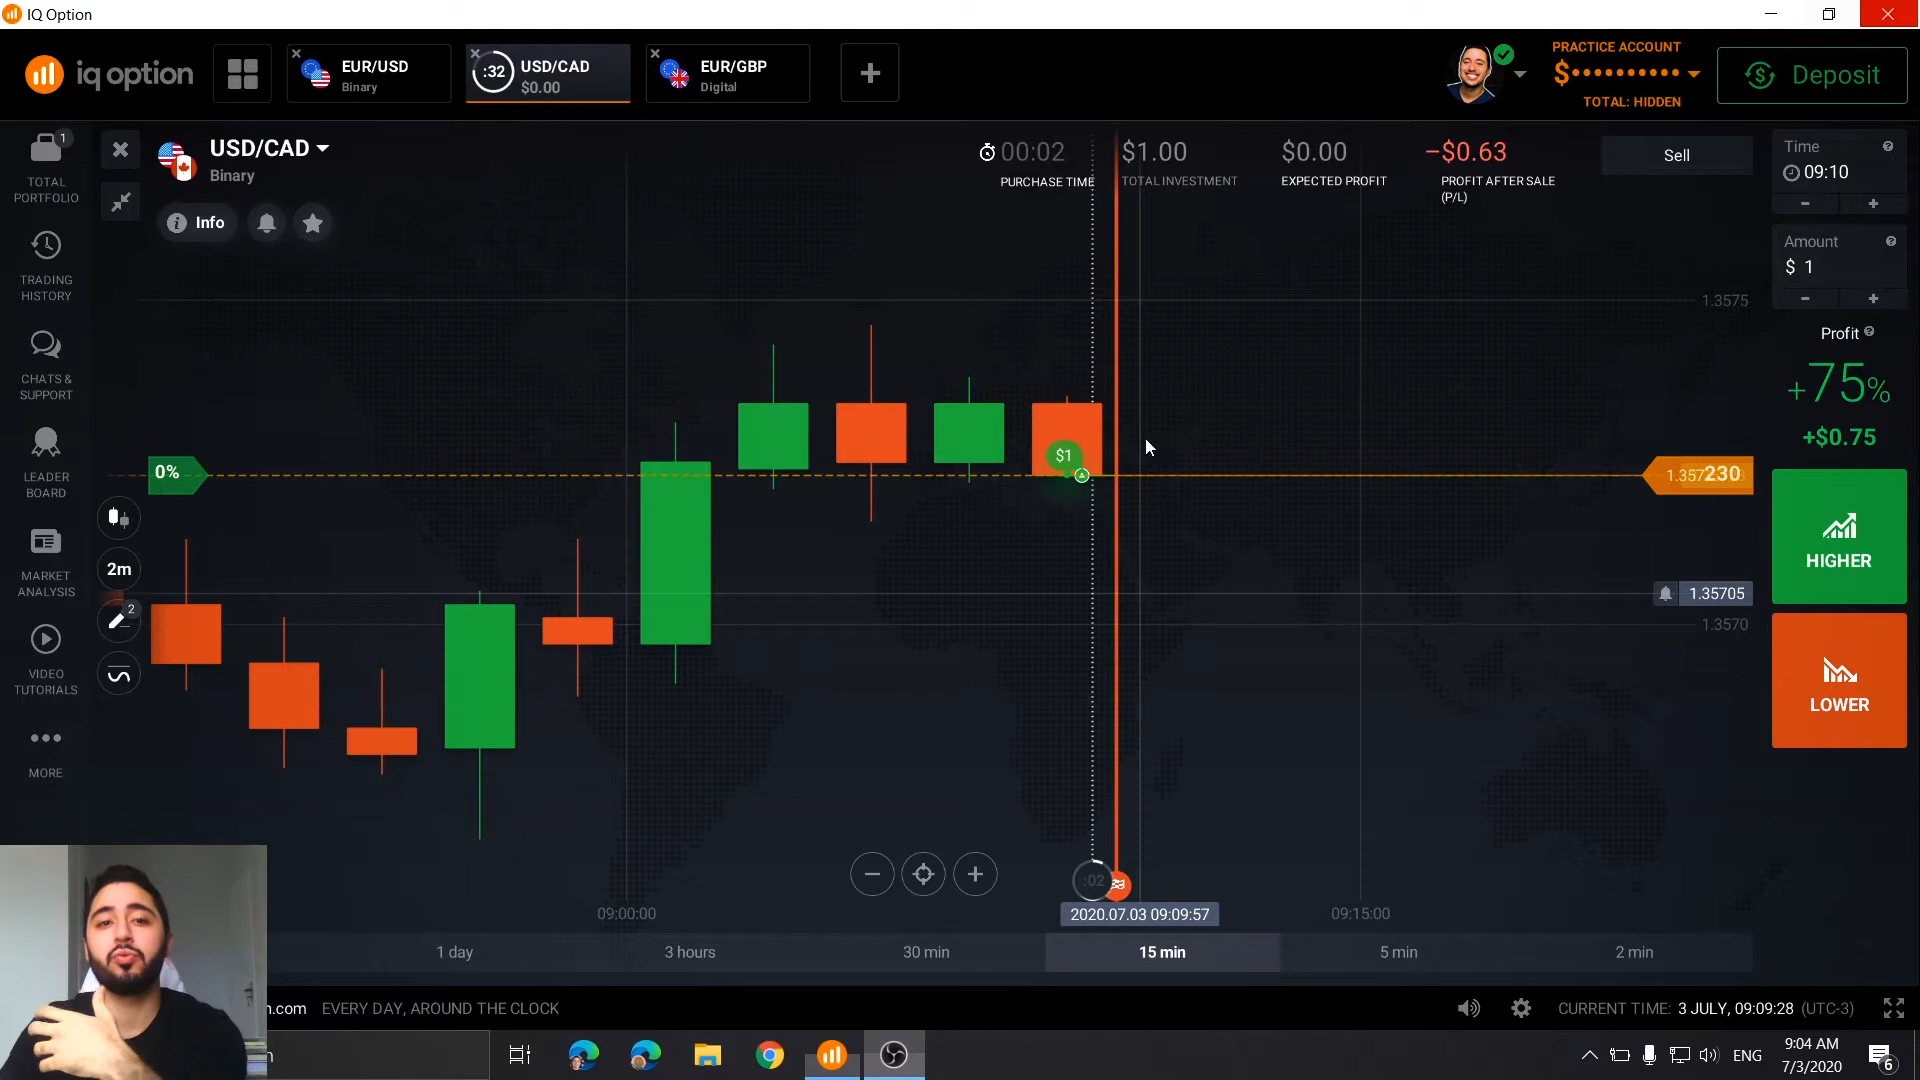 IQ Option
iq option
EUR/USD
Binary
:32
USD/CAD
$0.00
EUR/GBP
Digital
PRACTICE ACCOUNT
$••••••••••
TOTAL: HIDDEN
Deposit
1
TOTAL
PORTFOLIO
TRADING
HISTORY
CHATS &
SUPPORT
LEADER
BOARD
MARKET
ANALYSIS
VIDEO
TUTORIALS
MORE
USD/CAD
Binary
Info
00:02
PURCHASE TIME
$1.00
TOTAL INVESTMENT
$0.00
EXPECTED PROFIT
−$0.63
PROFIT AFTER SALE
(P/L)
Sell
Time
09:10
Amount
$ 1
Profit
+75%
+$0.75
HIGHER
LOWER
1.3575
0%
$1
230
1.35705
1.3570
2m
2
:02
09:00:00
2020.07.03 09:09:57
09:15:00
1 day
3 hours
30 min
15 min
5 min
2 min
EVERY DAY, AROUND THE CLOCK
CURRENT TIME: 3 JULY, 09:09:28 (UTC-3)
ENG
9:04 AM
7/3/2020
6